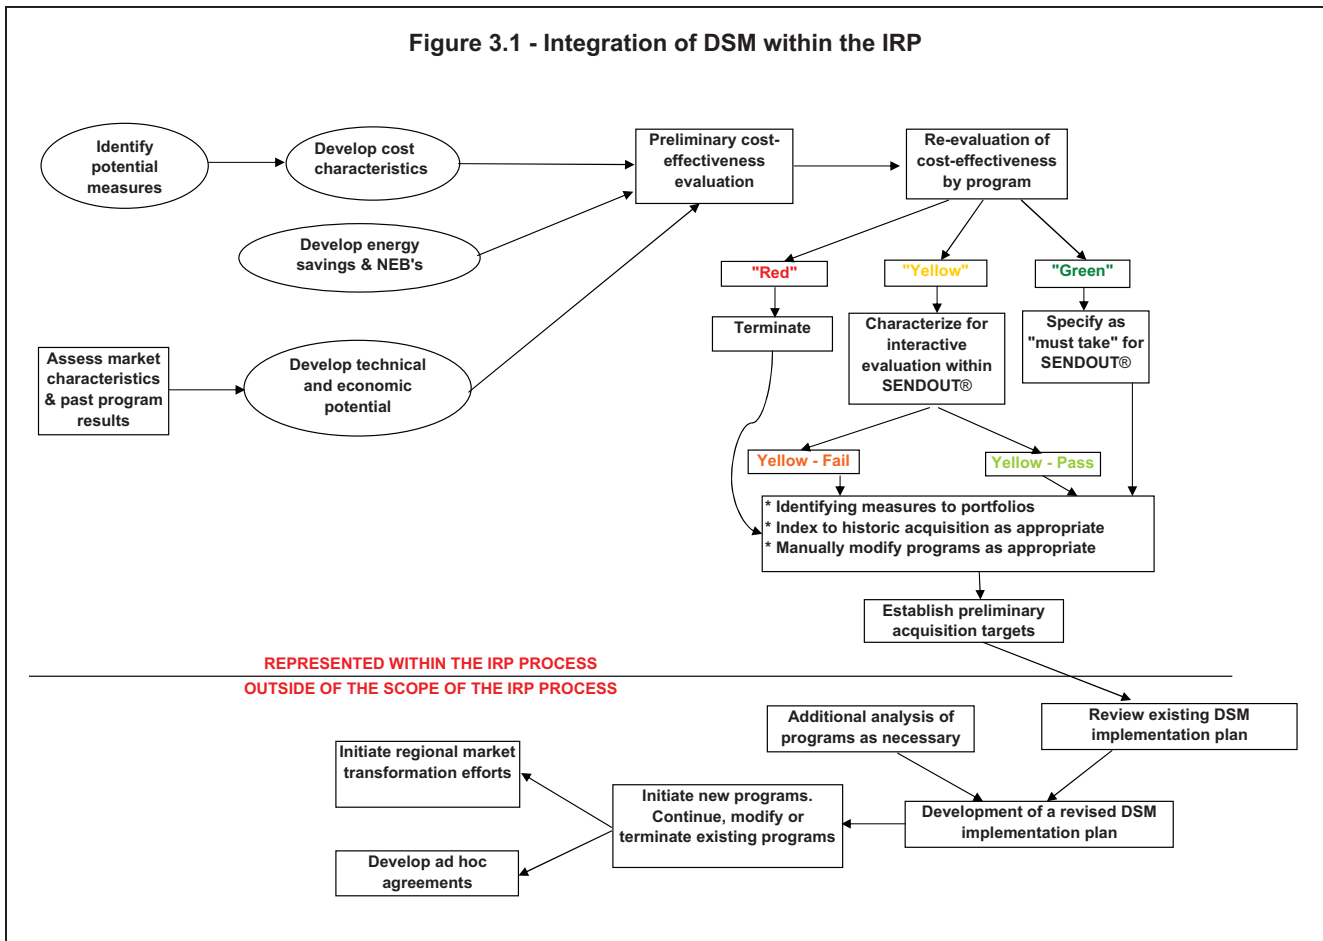 Figure 3.1 - Integration of DSM within the IRP
Identify
potential
measures
Develop cost
characteristics
Preliminary cost-
effectiveness
evaluation
Re-evaluation of
cost-effectiveness
by program
Develop energy
savings & NEB's
"Red"
"Yellow"
"Green"
Terminate
Characterize for
interactive
evaluation within
SENDOUT®
Specify as
"must take" for
SENDOUT®
Assess market
characteristics
& past program
results
Develop technical
and economic
potential
Yellow - Fail
Yellow - Pass
* Identifying measures to portfolios
* Index to historic acquisition as appropriate
* Manually modify programs as appropriate
Establish preliminary
acquisition targets
REPRESENTED WITHIN THE IRP PROCESS
OUTSIDE OF THE SCOPE OF THE IRP PROCESS
Additional analysis of
programs as necessary
Review existing DSM
implementation plan
Initiate regional market
transformation efforts
Initiate new programs.
Continue, modify or
terminate existing programs
Development of a revised DSM
implementation plan
Develop ad hoc
agreements